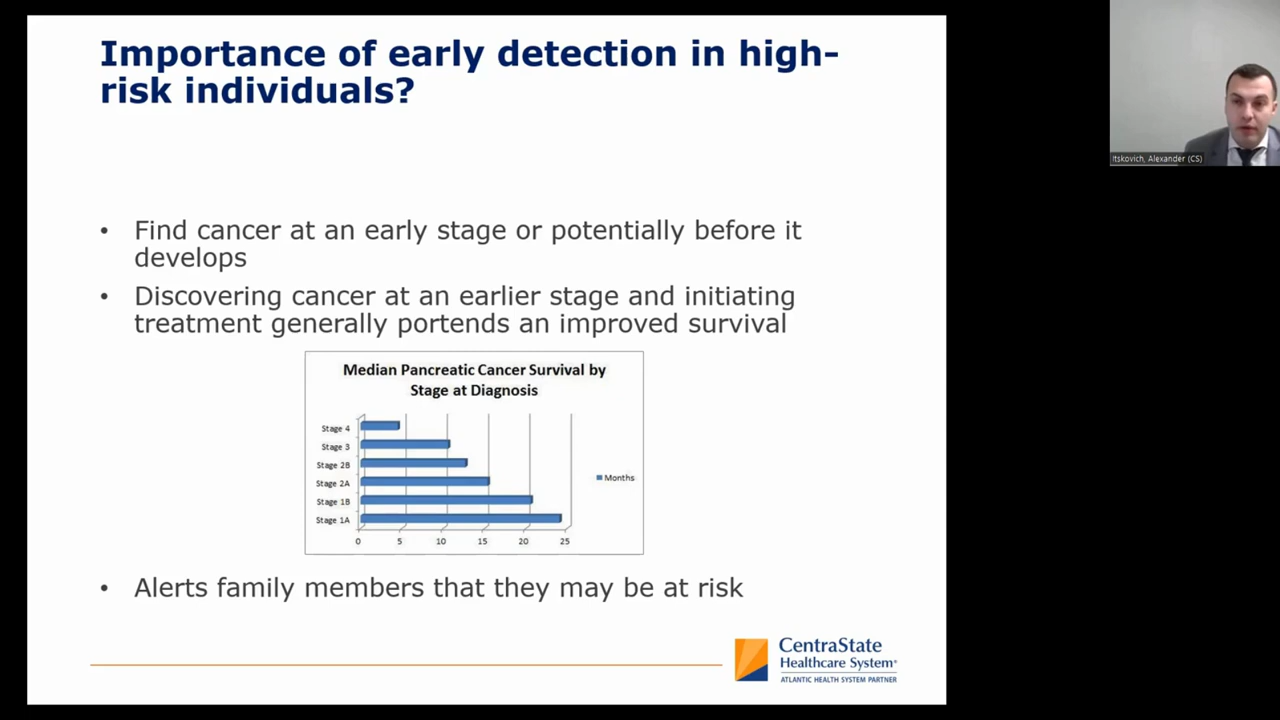 Importance of early detection in high-
risk individuals?
Itskovich, Alexander (CS)
• Find cancer at an early stage or potentially before it
develops
• Discovering cancer at an earlier stage and initiating
treatment generally portends an improved survival
Median Pancreatic Cancer Survival by
Stage at Diagnosis
Stage 4
Stage 3
Stage 2B
Stage 2A
Stage 1B
Stage 1A
0 5 10 15 20 25
Months
• Alerts family members that they may be at risk
CentraState
Healthcare System®
ATLANTIC HEALTH SYSTEM PARTNER